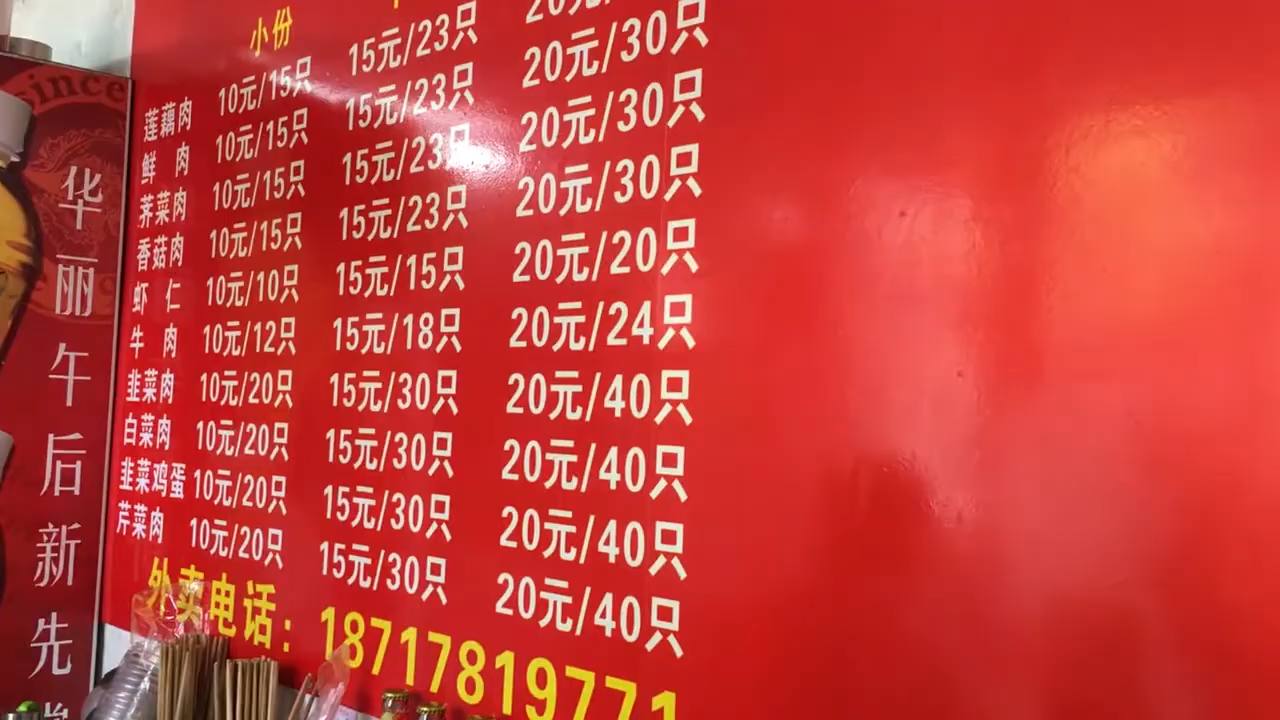 Since
华丽午后新先
小份
莲藕肉 10元/15只 15元/23只 20元
鲜肉 10元/15只 15元/23只 20元/30只
荠菜肉 10元/15只 15元/23只 20元/30只
香菇肉 10元/15只 15元/23只 20元/30只
虾仁 10元/10只 15元/15只 20元/20只
牛肉 10元/12只 15元/18只 20元/24只
韭菜肉 10元/20只 15元/30只 20元/40只
白菜肉 10元/20只 15元/30只 20元/40只
韭菜鸡蛋 10元/20只 15元/30只 20元/40只
芹菜肉 10元/20只 15元/30只 20元/40只
外卖电话：18717819771